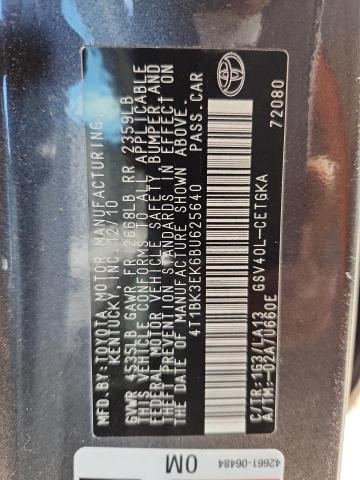 MFD.BY:TOYOTA MOTOR MANUFACTURING,
KENTUCKY, INC. 12/10
GVWR 4535LB GAWR FR 2668LB RR 2359LB
THIS VEHICLE CONFORMS TO ALL APPLICABLE
FEDERAL MOTOR VEHICLE SAFETY, BUMPER AND
THEFT PREVENTION STANDARDS IN EFFECT ON
THE DATE OF MANUFACTURE SHOWN ABOVE.
4T1BK3EK6BU625640 PASS.CAR
C/TR:1G3/LA13 GSV40L-CETGKA
A/TM:-02A/U660E 72080
42661-06484
0M